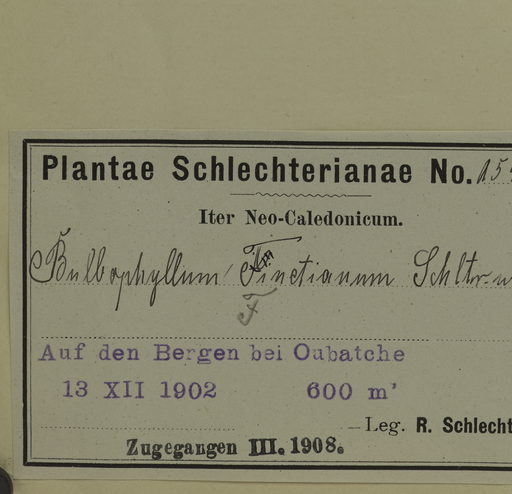 Plantae Schlechterianae No. 15
Iter Neo-Caledonicum.
Bulbophyllum Finetianum Schltr.
F
Auf den Bergen bei Oubatche
13 XII 1902 600 m'
Leg. R. Schlecht
Zugegangen III. 1908.